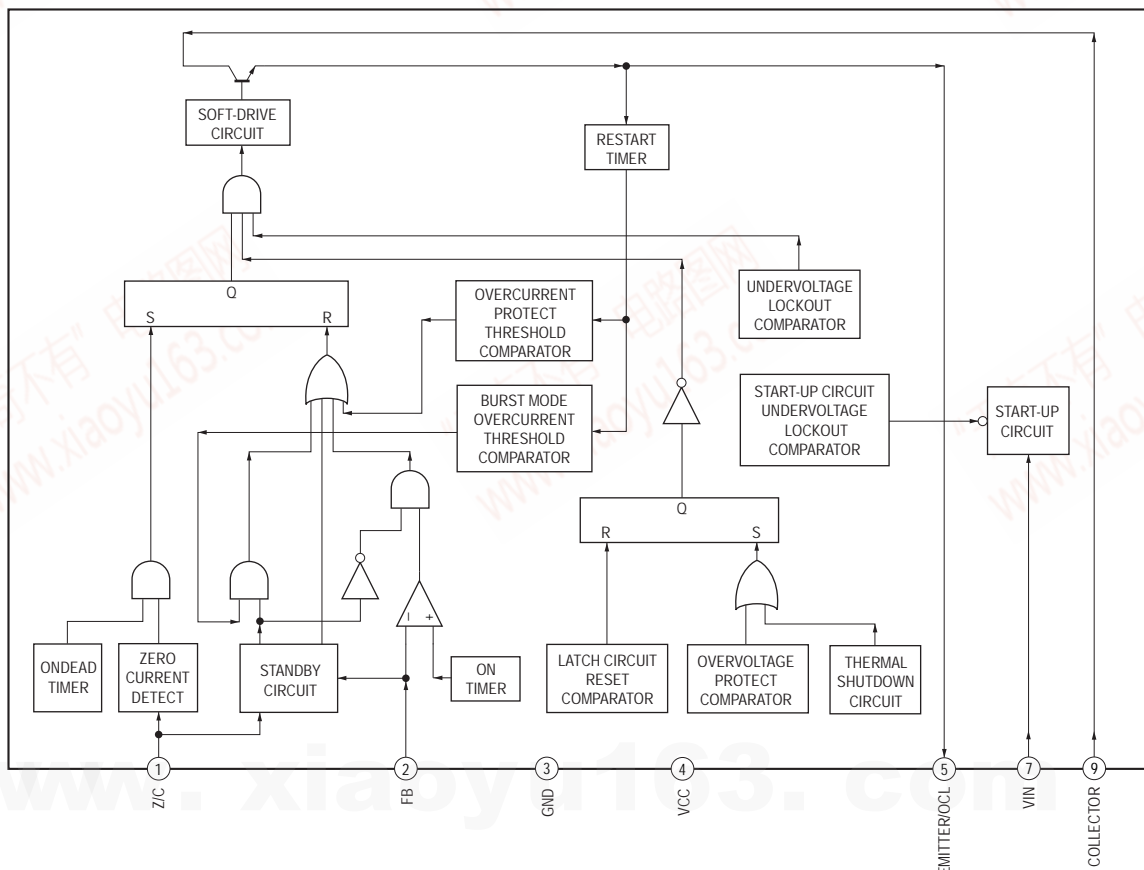 SOFT-DRIVE
CIRCUIT
RESTART
TIMER
Q
S
R
OVERCURRENT
PROTECT
THRESHOLD
COMPARATOR
UNDERVOLTAGE
LOCKOUT
COMPARATOR
BURST MODE
OVERCURRENT
THRESHOLD
COMPARATOR
START-UP CIRCUIT
UNDERVOLTAGE
LOCKOUT
COMPARATOR
START-UP
CIRCUIT
Q
R
S
− +
ONDEAD
TIMER
ZERO
CURRENT
DETECT
STANDBY
CIRCUIT
ON
TIMER
LATCH CIRCUIT
RESET
COMPARATOR
OVERVOLTAGE
PROTECT
COMPARATOR
THERMAL
SHUTDOWN
CIRCUIT
1
2
3
4
5
7
9
Z/C
FB
GND
VCC
EMITTER/OCL
VIN
COLLECTOR
www. xiaoyu163. com